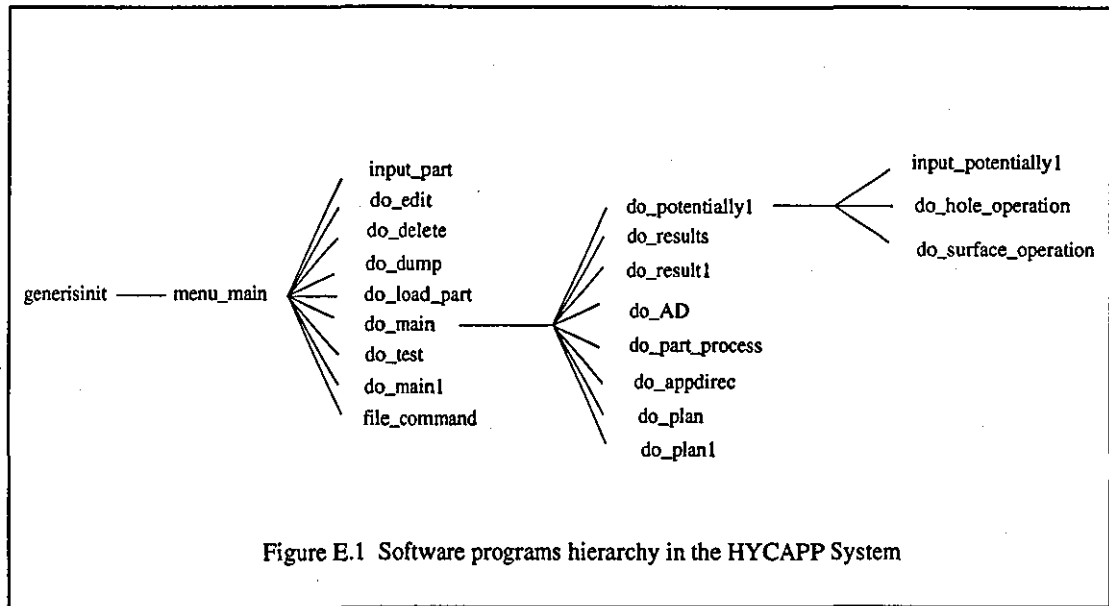 generisinit
menu_main
input_part
do_edit
do_delete
do_dump
do_load_part
do_main
do_test
do_main1
file_command
do_potentially1
do_results
do_result1
do_AD
do_part_process
do_appdirec
do_plan
do_plan1
input_potentially1
do_hole_operation
do_surface_operation
Figure E.1 Software programs hierarchy in the HYCAPP System